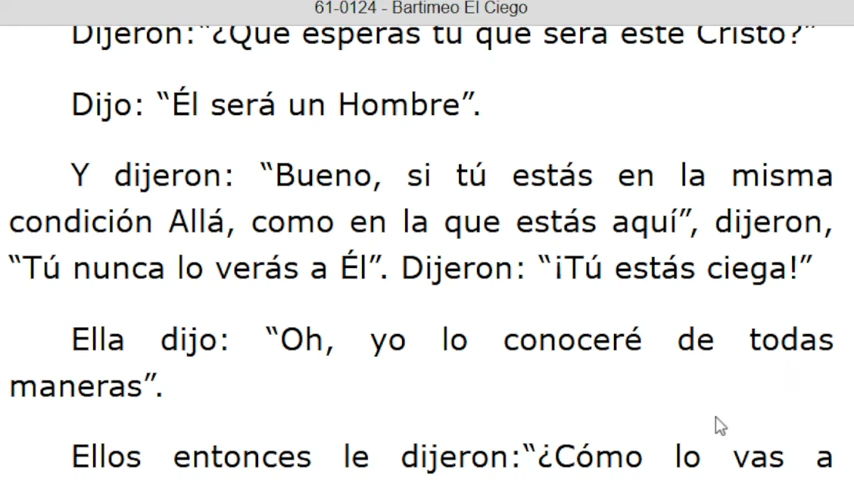 61-0124 - Bartimeo El Ciego
Dijeron:“¿Qué esperas tú que será este Cristo?”
Dijo: “Él será un Hombre”.
Y dijeron: “Bueno, si tú estás en la misma
condición Allá, como en la que estás aquí”, dijeron,
“Tú nunca lo verás a Él”. Dijeron: “¡Tú estás ciega!”
Ella dijo: “Oh, yo lo conoceré de todas
maneras”.
Ellos entonces le dijeron:“¿Cómo lo vas a